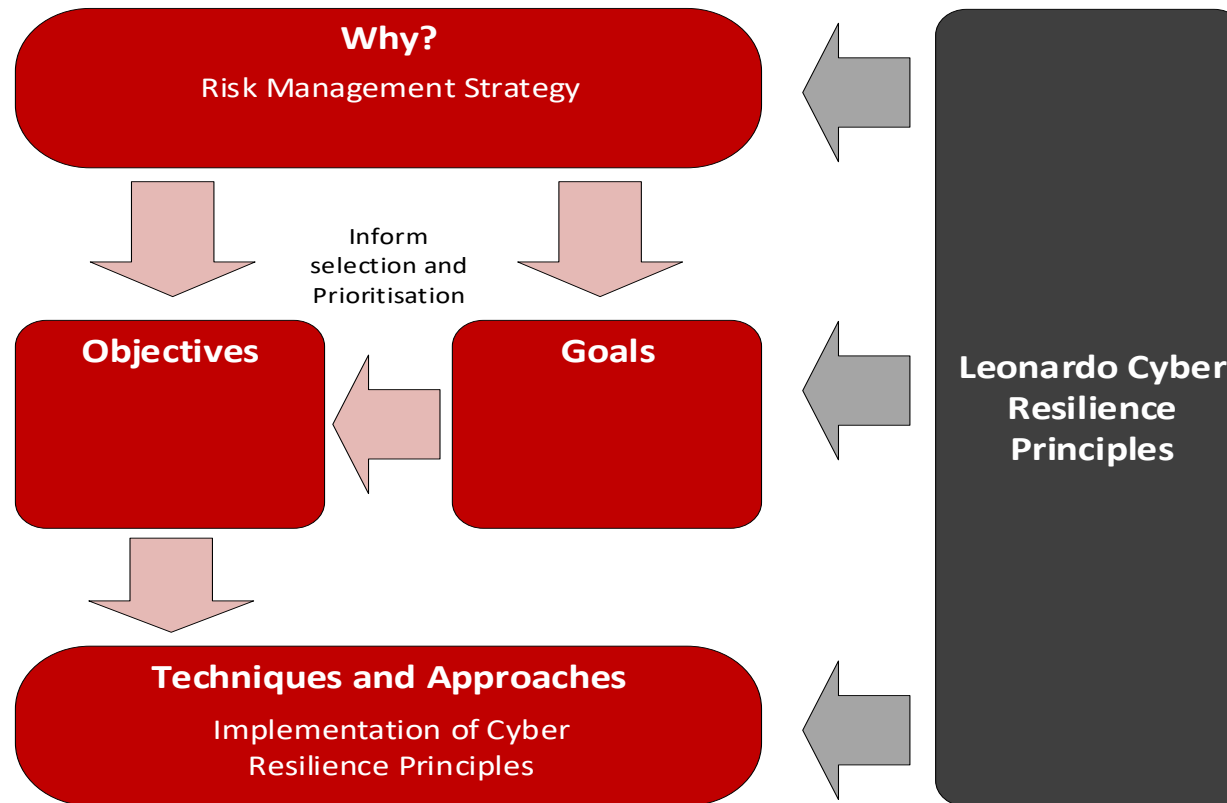 Why?
Risk Management Strategy
Inform
selection and
Prioritisation
Objectives
Goals
Leonardo Cyber
Resilience
Principles
Techniques and Approaches
Implementation of Cyber
Resilience Principles